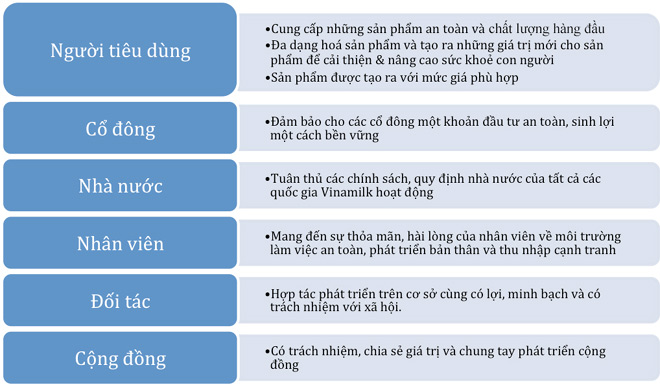 Người tiêu dùng
•Cung cấp những sản phẩm an toàn và chất lượng hàng đầu
•Đa dạng hoá sản phẩm và tạo ra những giá trị mới cho sản
phẩm để cải thiện & nâng cao sức khoẻ con người
•Sản phẩm được tạo ra với mức giá phù hợp
Cổ đông
•Đảm bảo cho các cổ đông một khoản đầu tư an toàn, sinh lợi
một cách bền vững
Nhà nước
•Tuân thủ các chính sách, quy định nhà nước của tất cả các
quốc gia Vinamilk hoạt động
Nhân viên
•Mang đến sự thỏa mãn, hài lòng của nhân viên về môi trường
làm việc an toàn, phát triển bản thân và thu nhập cạnh tranh
Đối tác
•Hợp tác phát triển trên cơ sở cùng có lợi, minh bạch và có
trách nhiệm với xã hội.
Cộng đồng
•Có trách nhiệm, chia sẻ giá trị và chung tay phát triển cộng
đồng